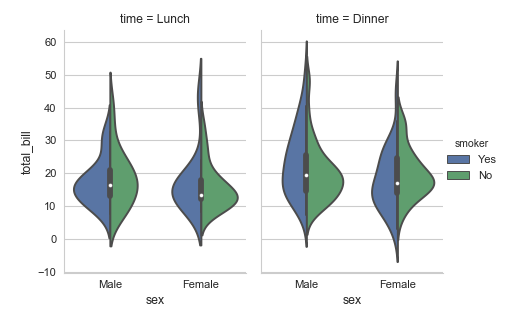 time = Lunch
time = Dinner
60
50
40
30
20
10
0
−10
total_bill
Male
Female
Male
Female
sex
sex
smoker
Yes
No